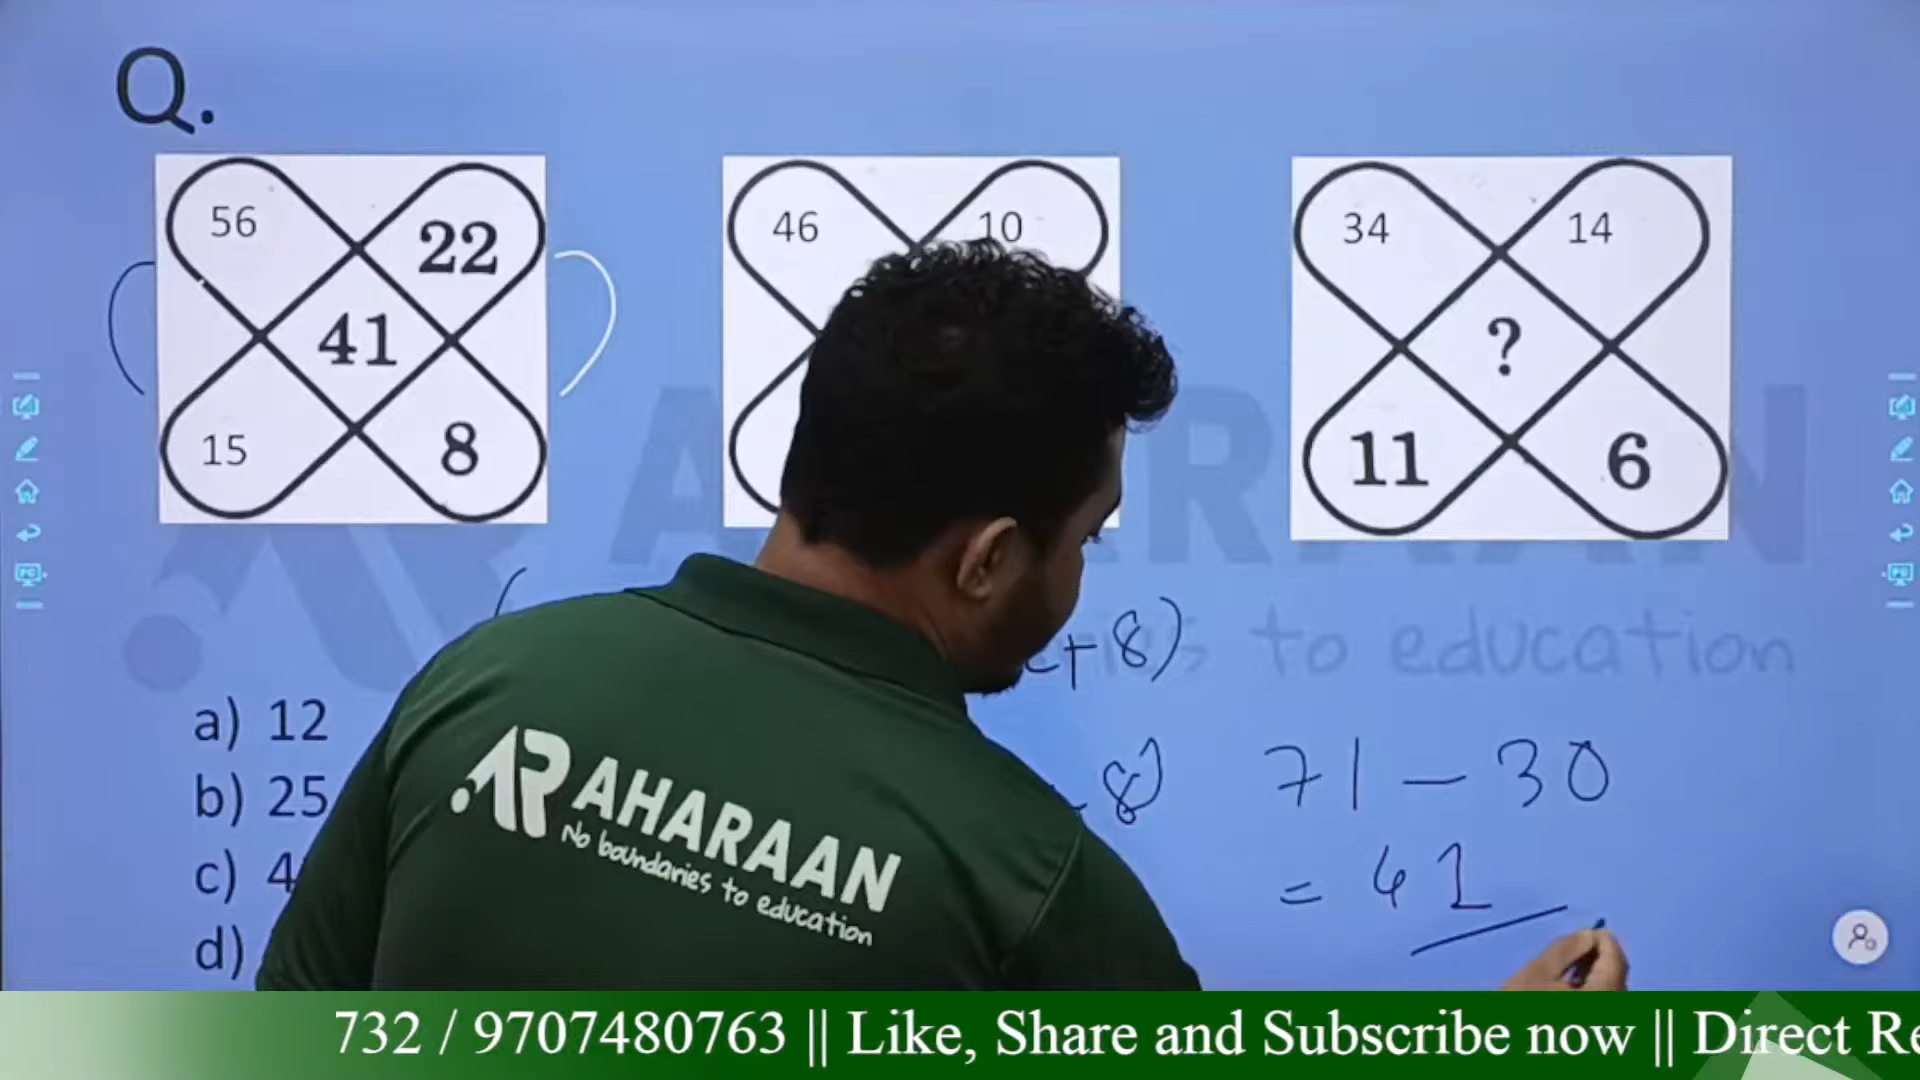 Q.
56 22
41
15 8
46 10
34 14
?
11 6
+8)
to education
a) 12
b) 25
c) 4
d)
8)
71 - 30
= 41
AR AHARAAN
No boundaries to education
732 / 9707480763 || Like, Share and Subscribe now || Direct Re